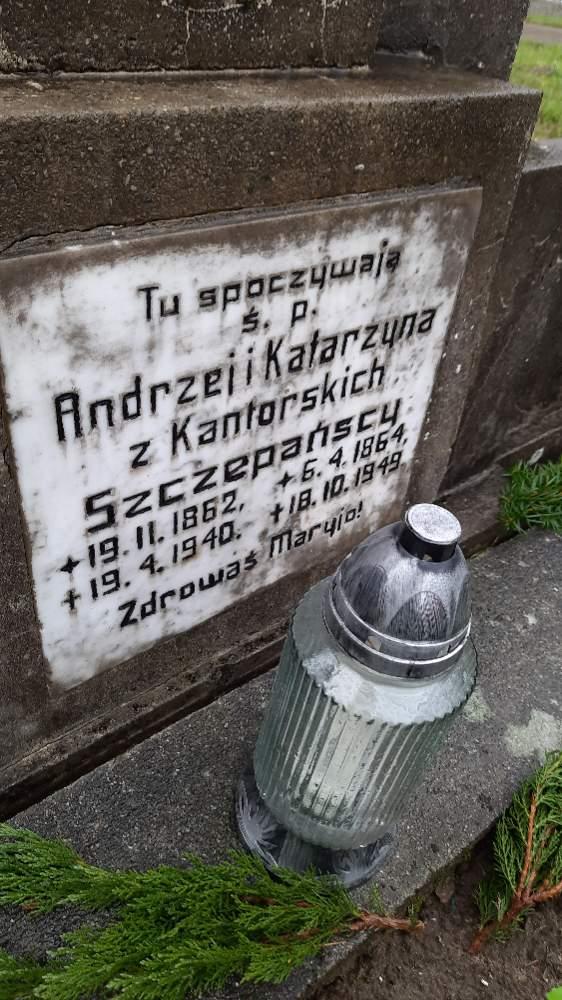 Tu spoczywają
ś. p.
Andrzej i Katarzyna
z Kantorskich
Szczepańscy
+19.11.1862, +6.4.1864,
+19.4.1940. +18.10.1949.
Zdrowaś Maryjo!